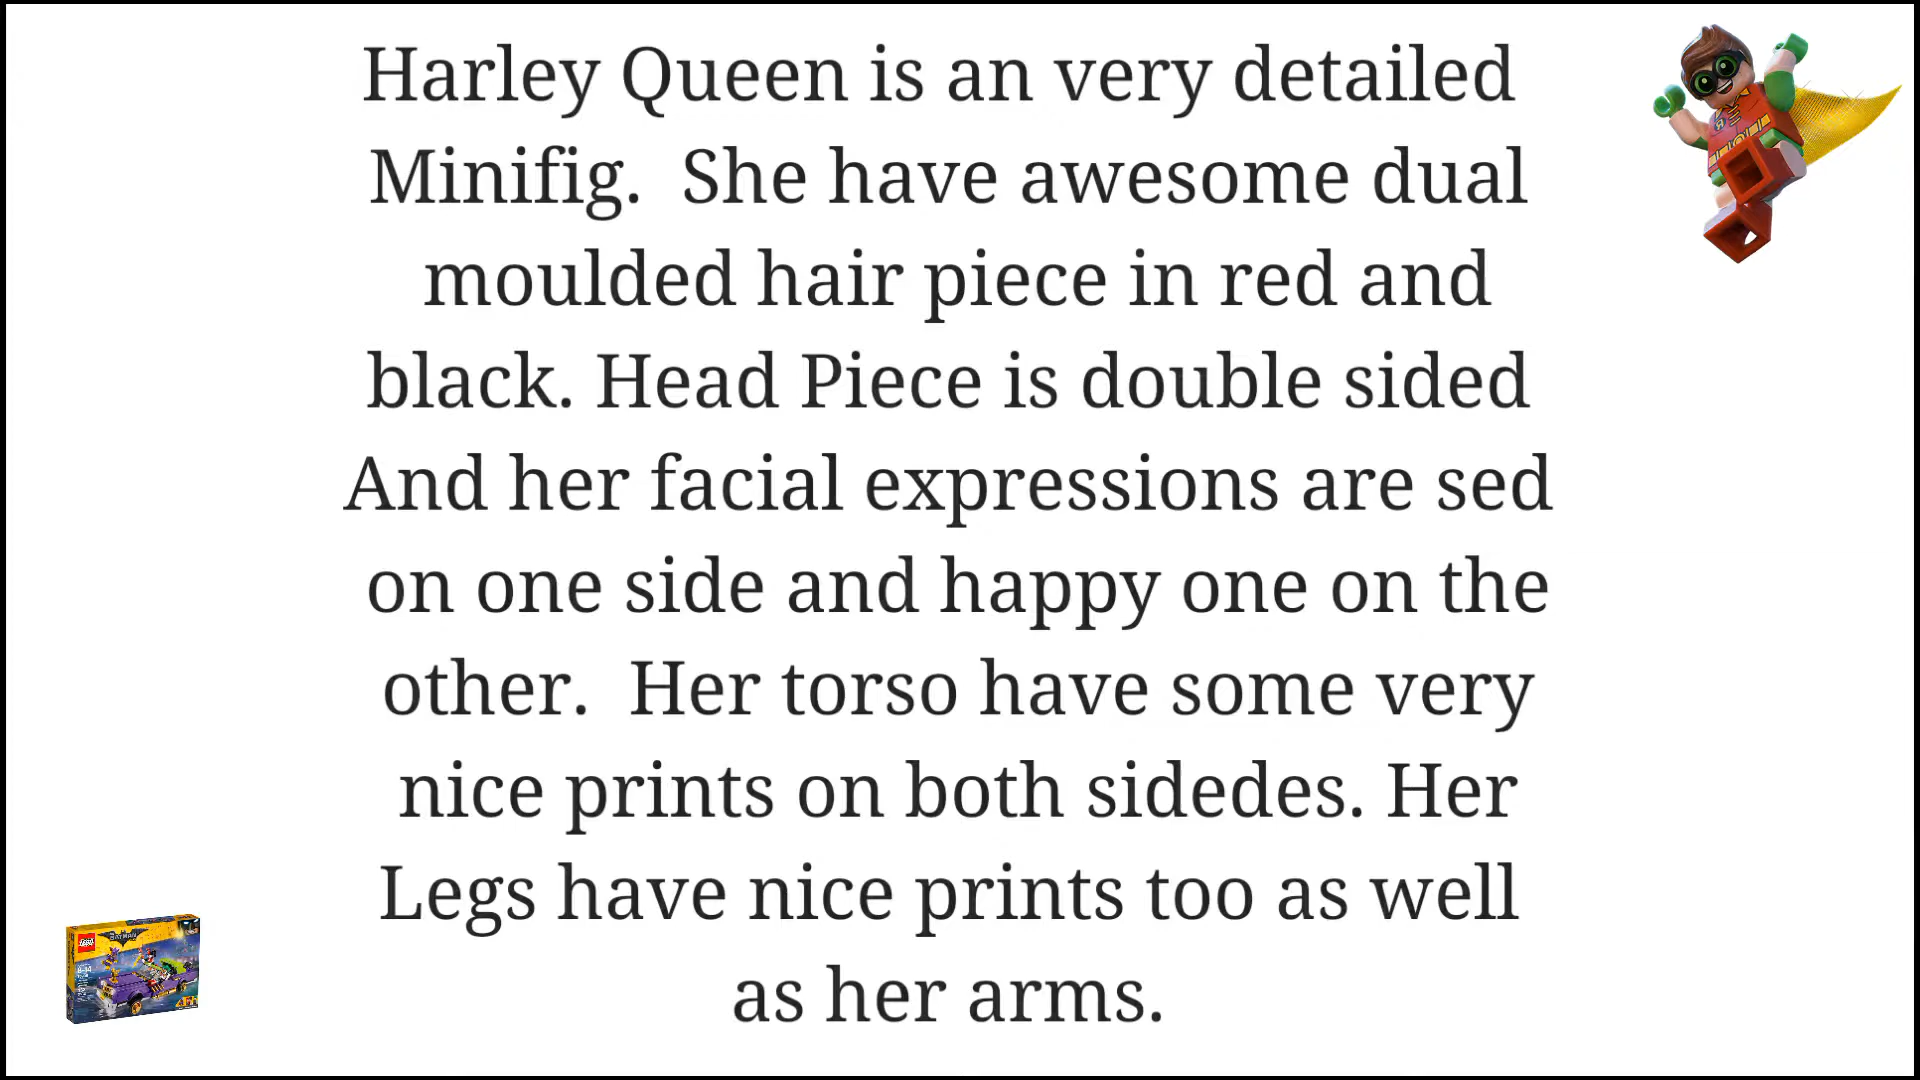 Harley Queen is an very detailed
Minifig.  She have awesome dual
moulded hair piece in red and
black. Head Piece is double sided
And her facial expressions are sed
on one side and happy one on the
other.  Her torso have some very
nice prints on both sidedes. Her
Legs have nice prints too as well
as her arms.
LEGO
BATMAN